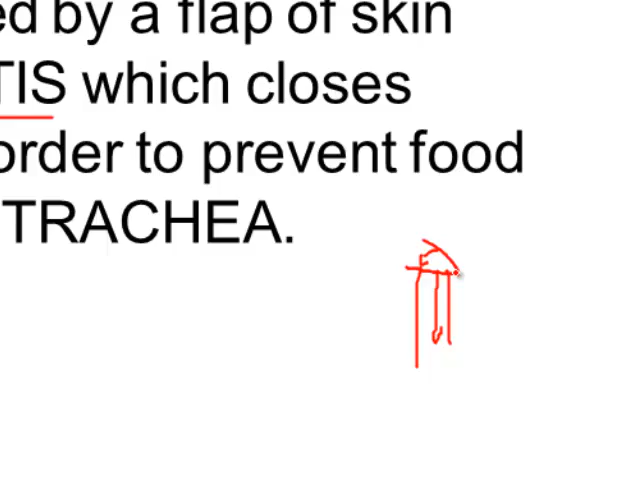 ed by a flap of skin
TIS which closes
order to prevent food
TRACHEA.